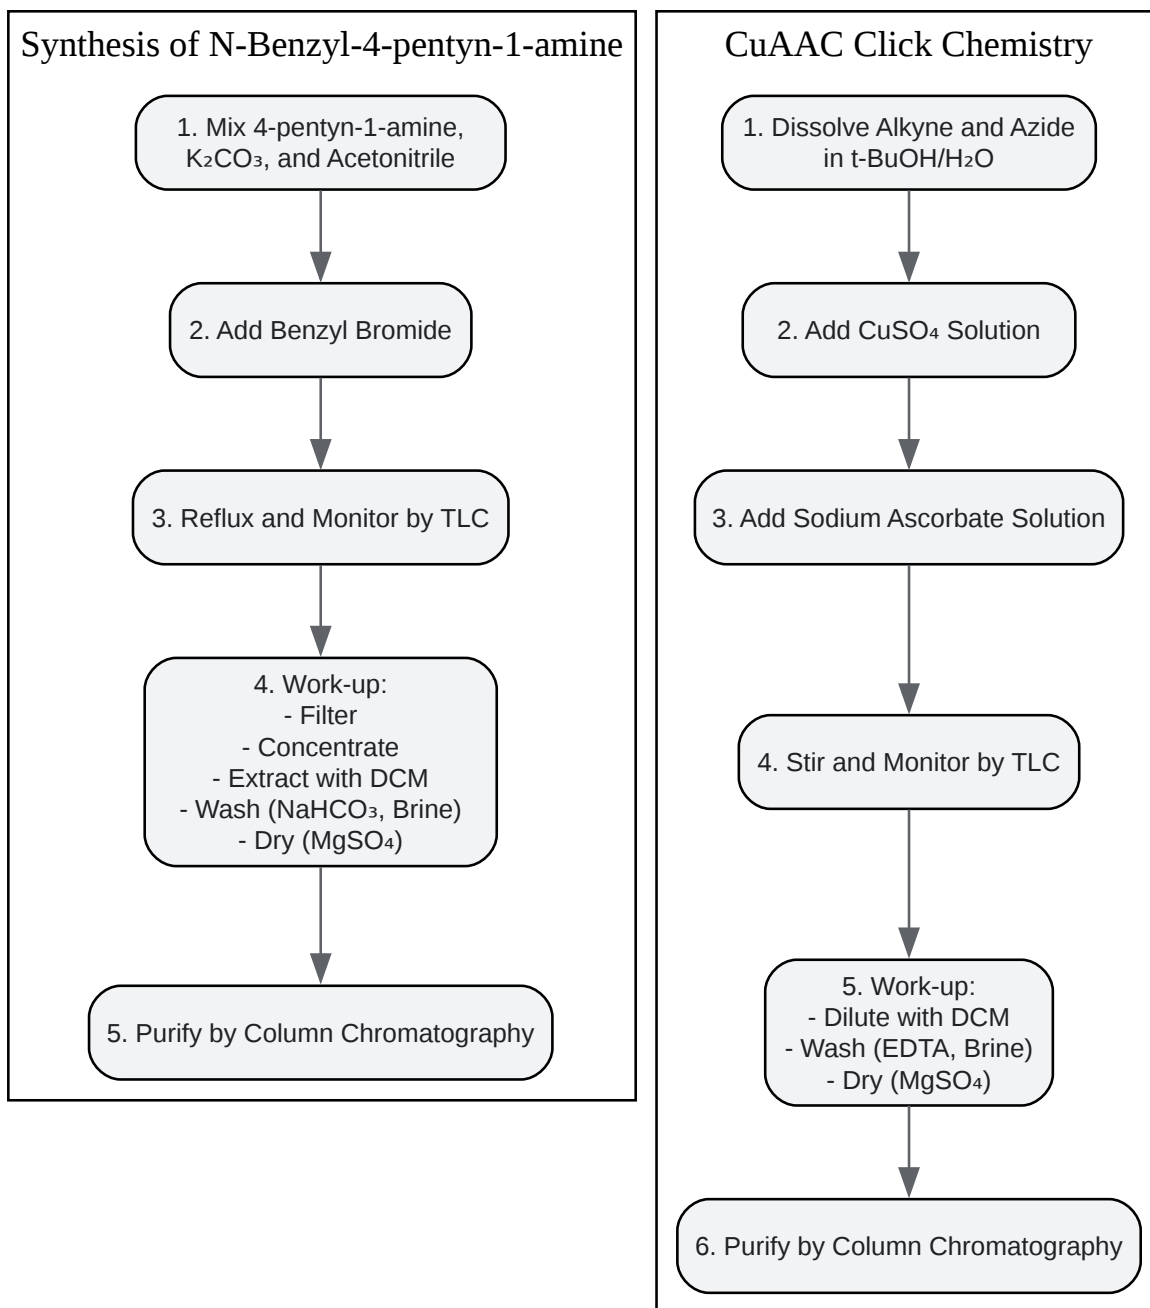 Synthesis of N-Benzyl-4-pentyn-1-amine
1. Mix 4-pentyn-1-amine,
K₂CO₃, and Acetonitrile
2. Add Benzyl Bromide
3. Reflux and Monitor by TLC
4. Work-up:
- Filter
- Concentrate
- Extract with DCM
- Wash (NaHCO₃, Brine)
- Dry (MgSO₄)
5. Purify by Column Chromatography
CuAAC Click Chemistry
1. Dissolve Alkyne and Azide
in t-BuOH/H₂O
2. Add CuSO₄ Solution
3. Add Sodium Ascorbate Solution
4. Stir and Monitor by TLC
5. Work-up:
- Dilute with DCM
- Wash (EDTA, Brine)
- Dry (MgSO₄)
6. Purify by Column Chromatography